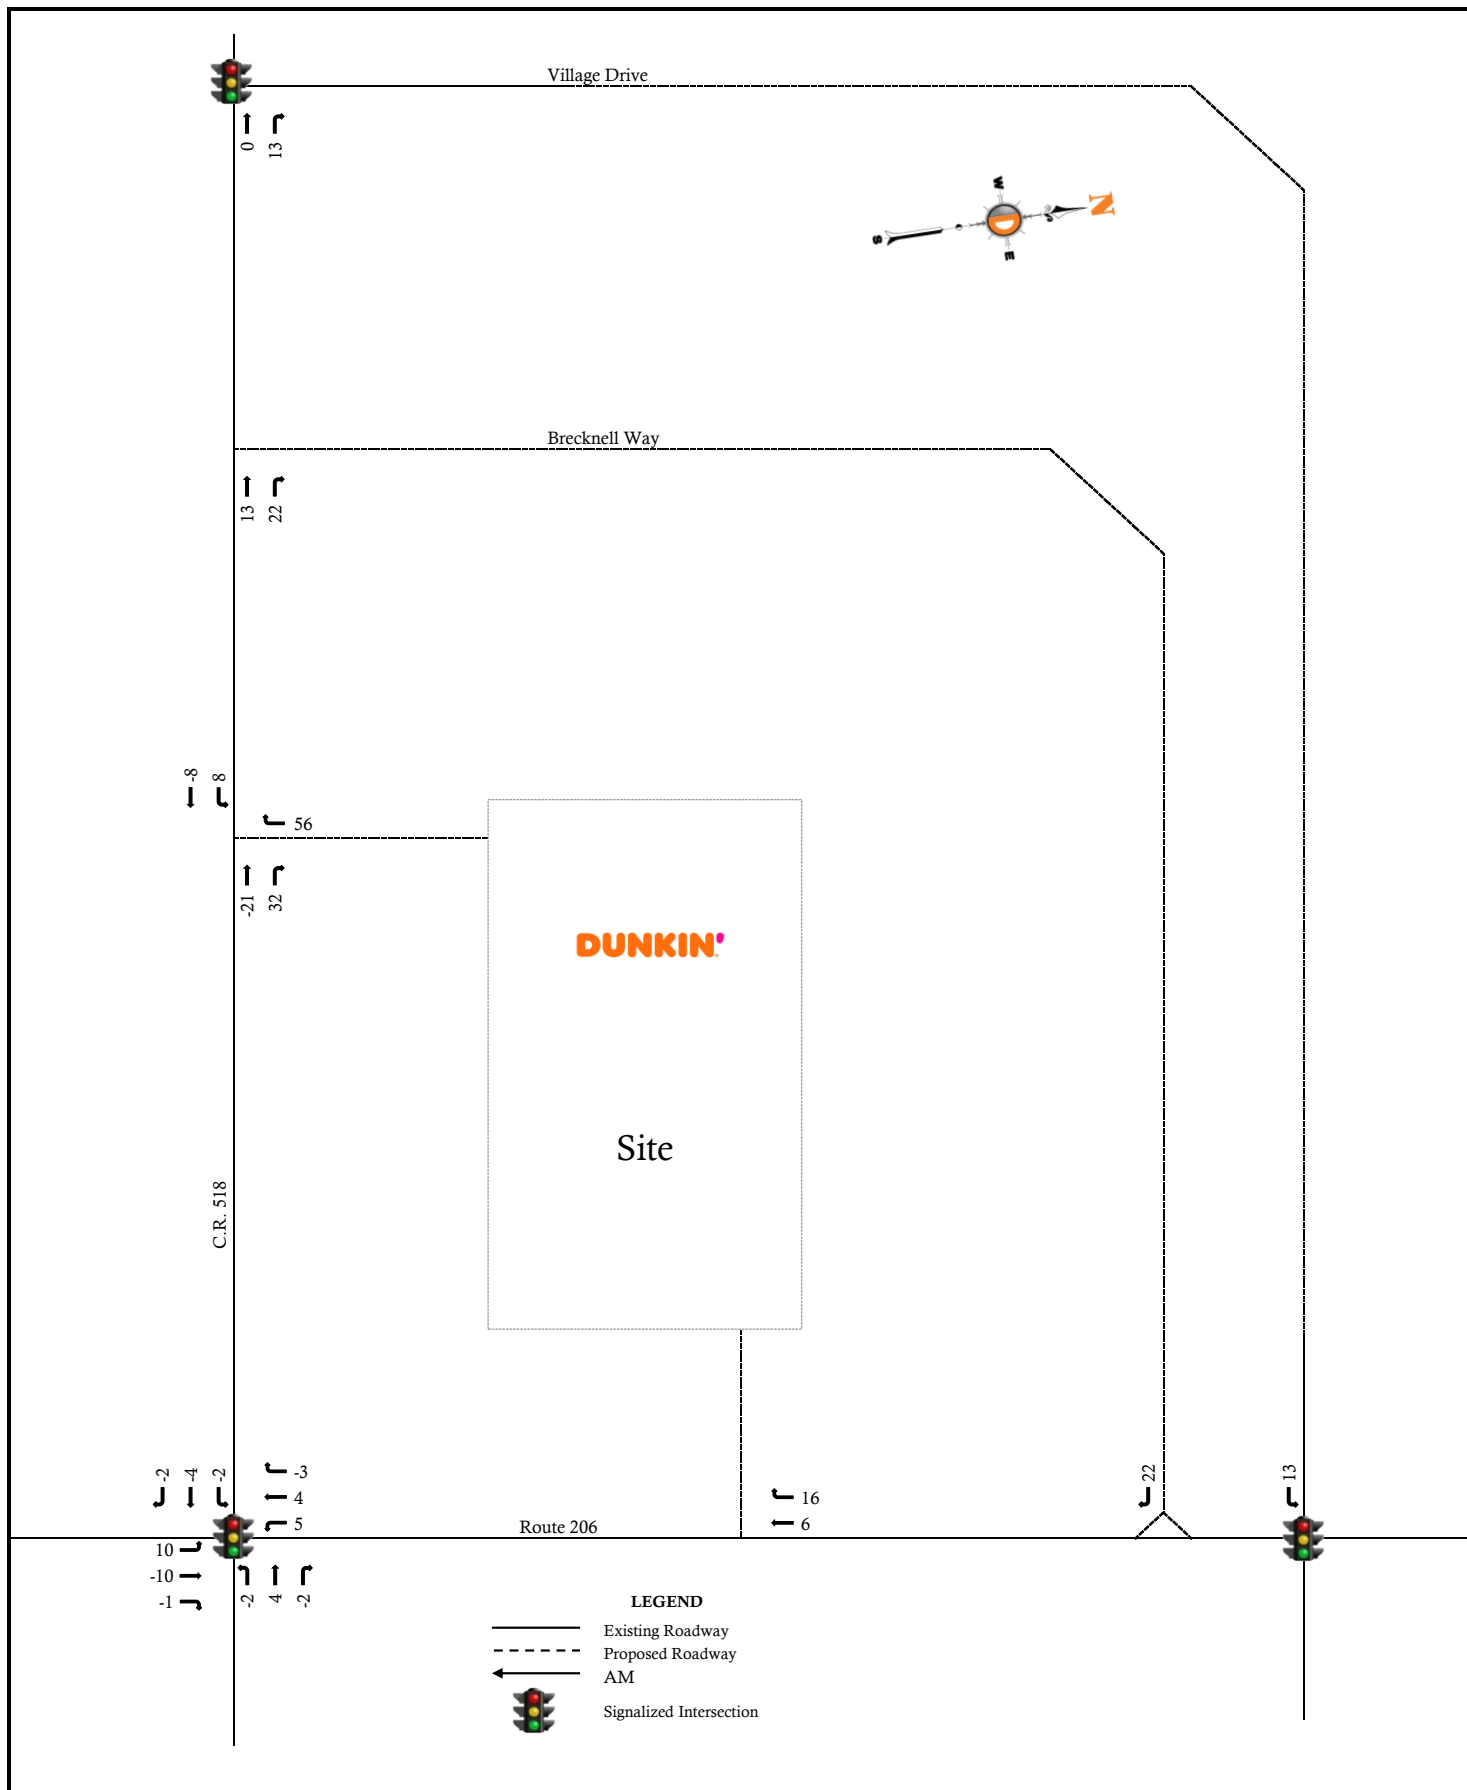 Village Drive
0
13
W
N
S
D
E
Brecknell Way
13
22
-8
8
56
-21
32
DUNKIN'
Site
C.R. 518
-2
-4
-2
-3
4
5
Route 206
16
6
22
13
10
-10
-1
-2
4
-2
LEGEND
Existing Roadway
Proposed Roadway
AM
Signalized Intersection